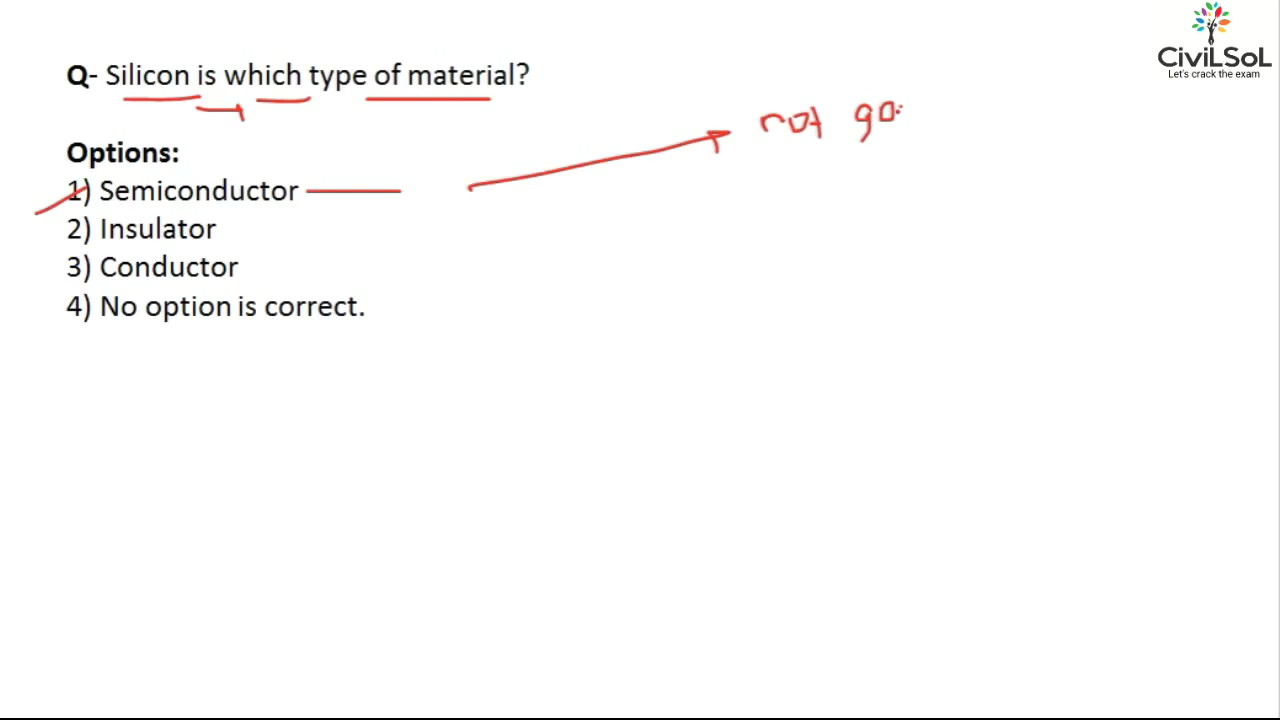 CiviLSoL
Let's crack the exam
Q- Silicon is which type of material?
not go
Options:
1) Semiconductor
2) Insulator
3) Conductor
4) No option is correct.